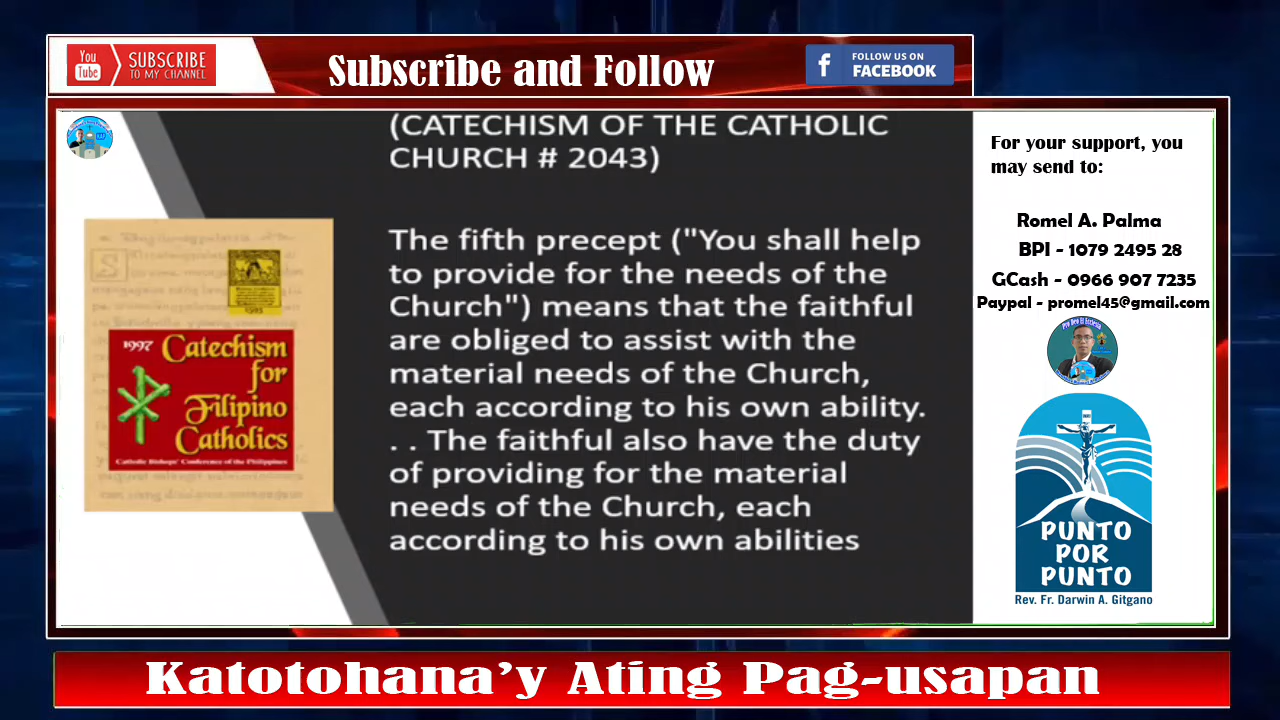 You
Tube
SUBSCRIBE
TO MY CHANNEL
Subscribe and Follow
f
FOLLOW US ON
FACEBOOK
(CATECHISM OF THE CATHOLIC
CHURCH # 2043)
The fifth precept ("You shall help
to provide for the needs of the
Church") means that the faithful
are obliged to assist with the
material needs of the Church,
each according to his own ability.
. . The faithful also have the duty
of providing for the material
needs of the Church, each
according to his own abilities
1997
Catechism
for
Filipino
Catholics
Catholic Bishops' Conference of the Philippines
For your support, you
may send to:
Romel A. Palma
BPI - 1079 2495 28
GCash - 0966 907 7235
Paypal - promel45@gmail.com
PUNTO
POR
PUNTO
Rev. Fr. Darwin A. Gitgano
Katotohana'y Ating Pag-usapan